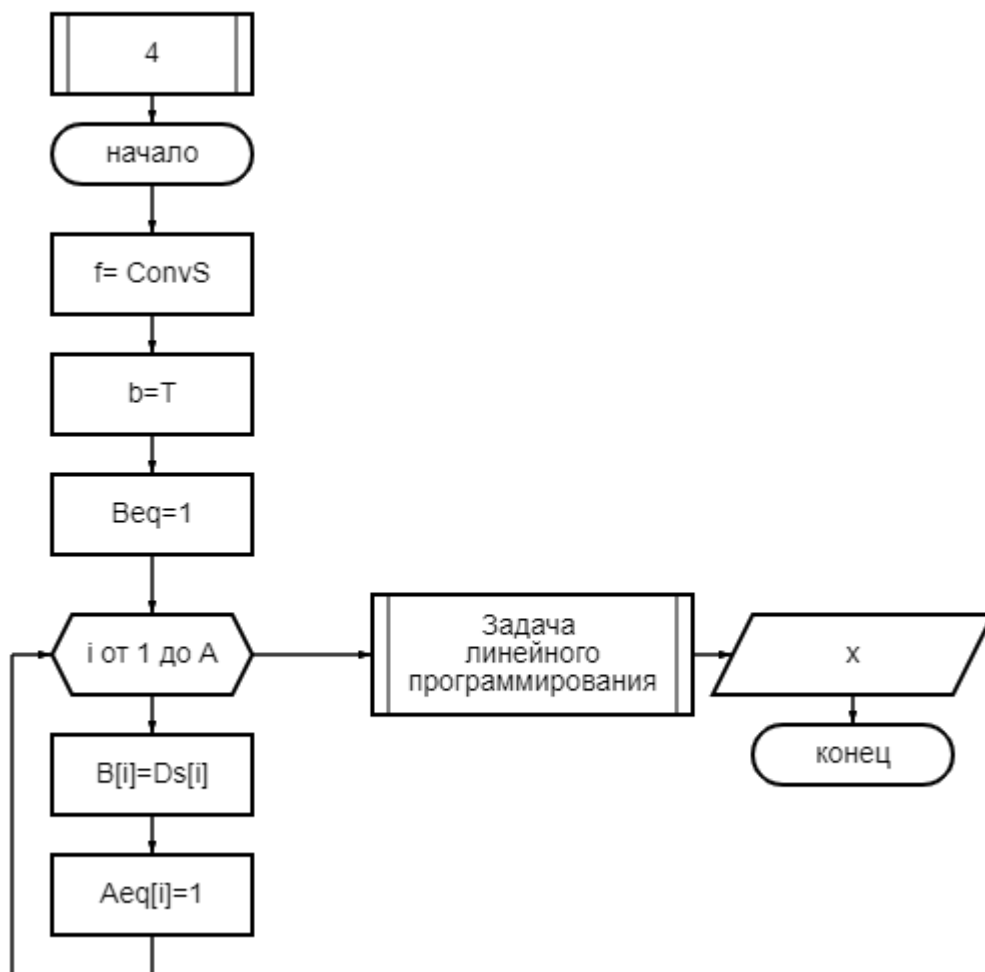 4
начало
f= ConvS
b=T
Beq=1
i от 1 до A
Задача
линейного
программирования
x
конец
B[i]=Ds[i]
Aeq[i]=1